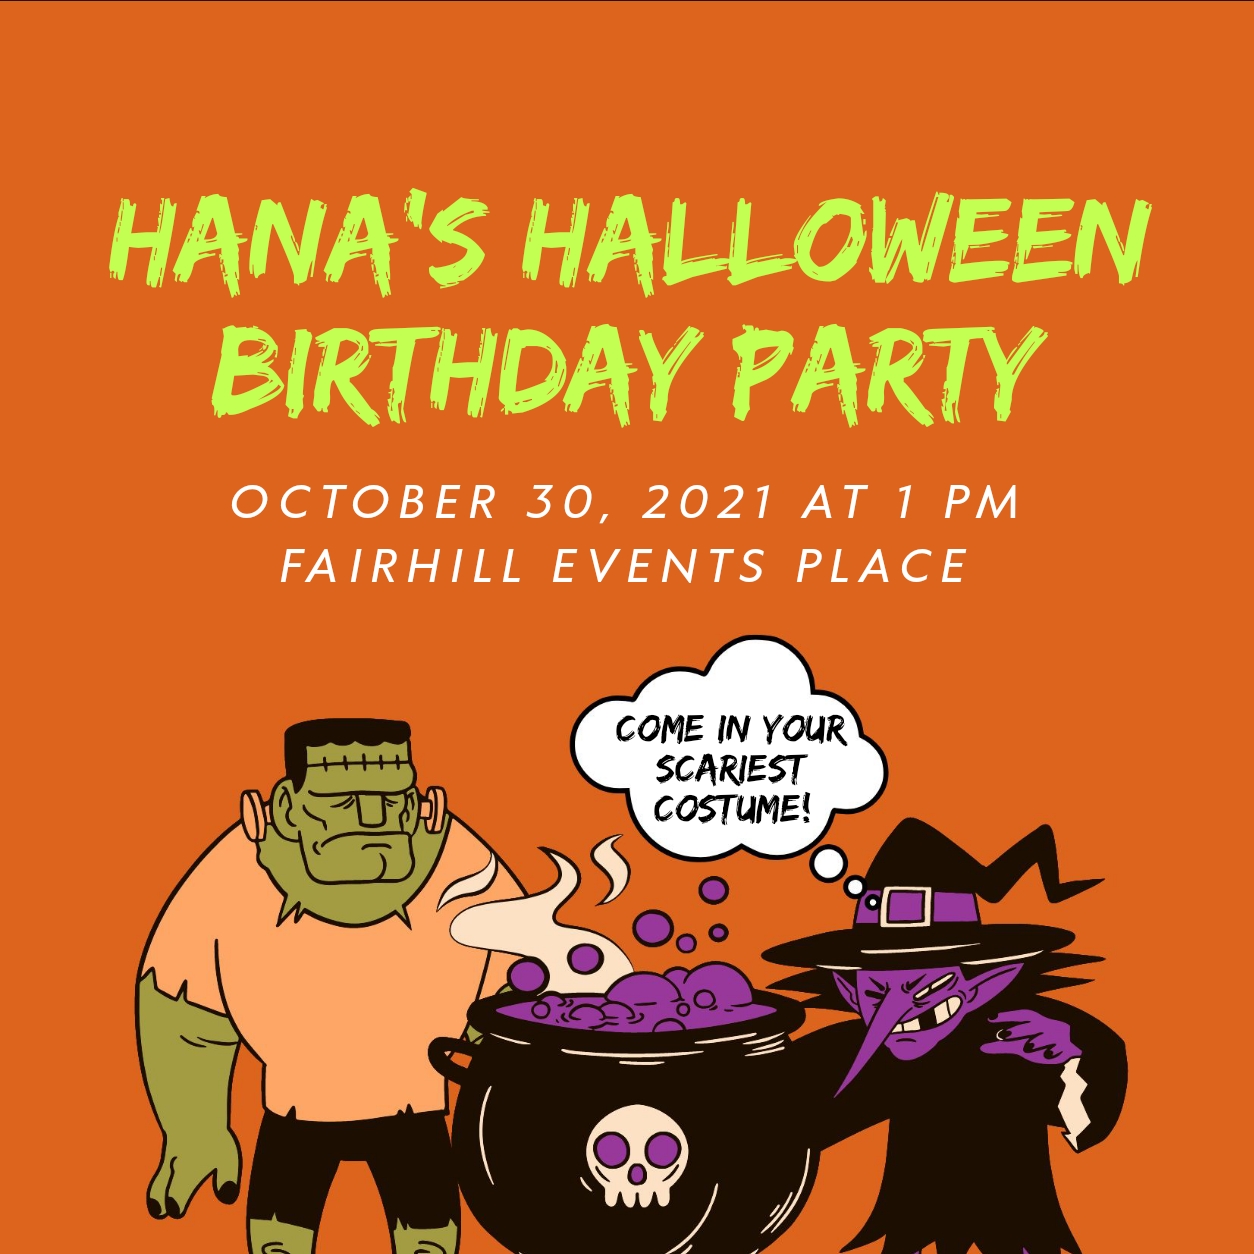 HANA'S HALLOWEEN
BIRTHDAY PARTY
OCTOBER 30, 2021 AT 1 PM
FAIRHILL EVENTS PLACE
COME IN YOUR
SCARIEST
COSTUME!